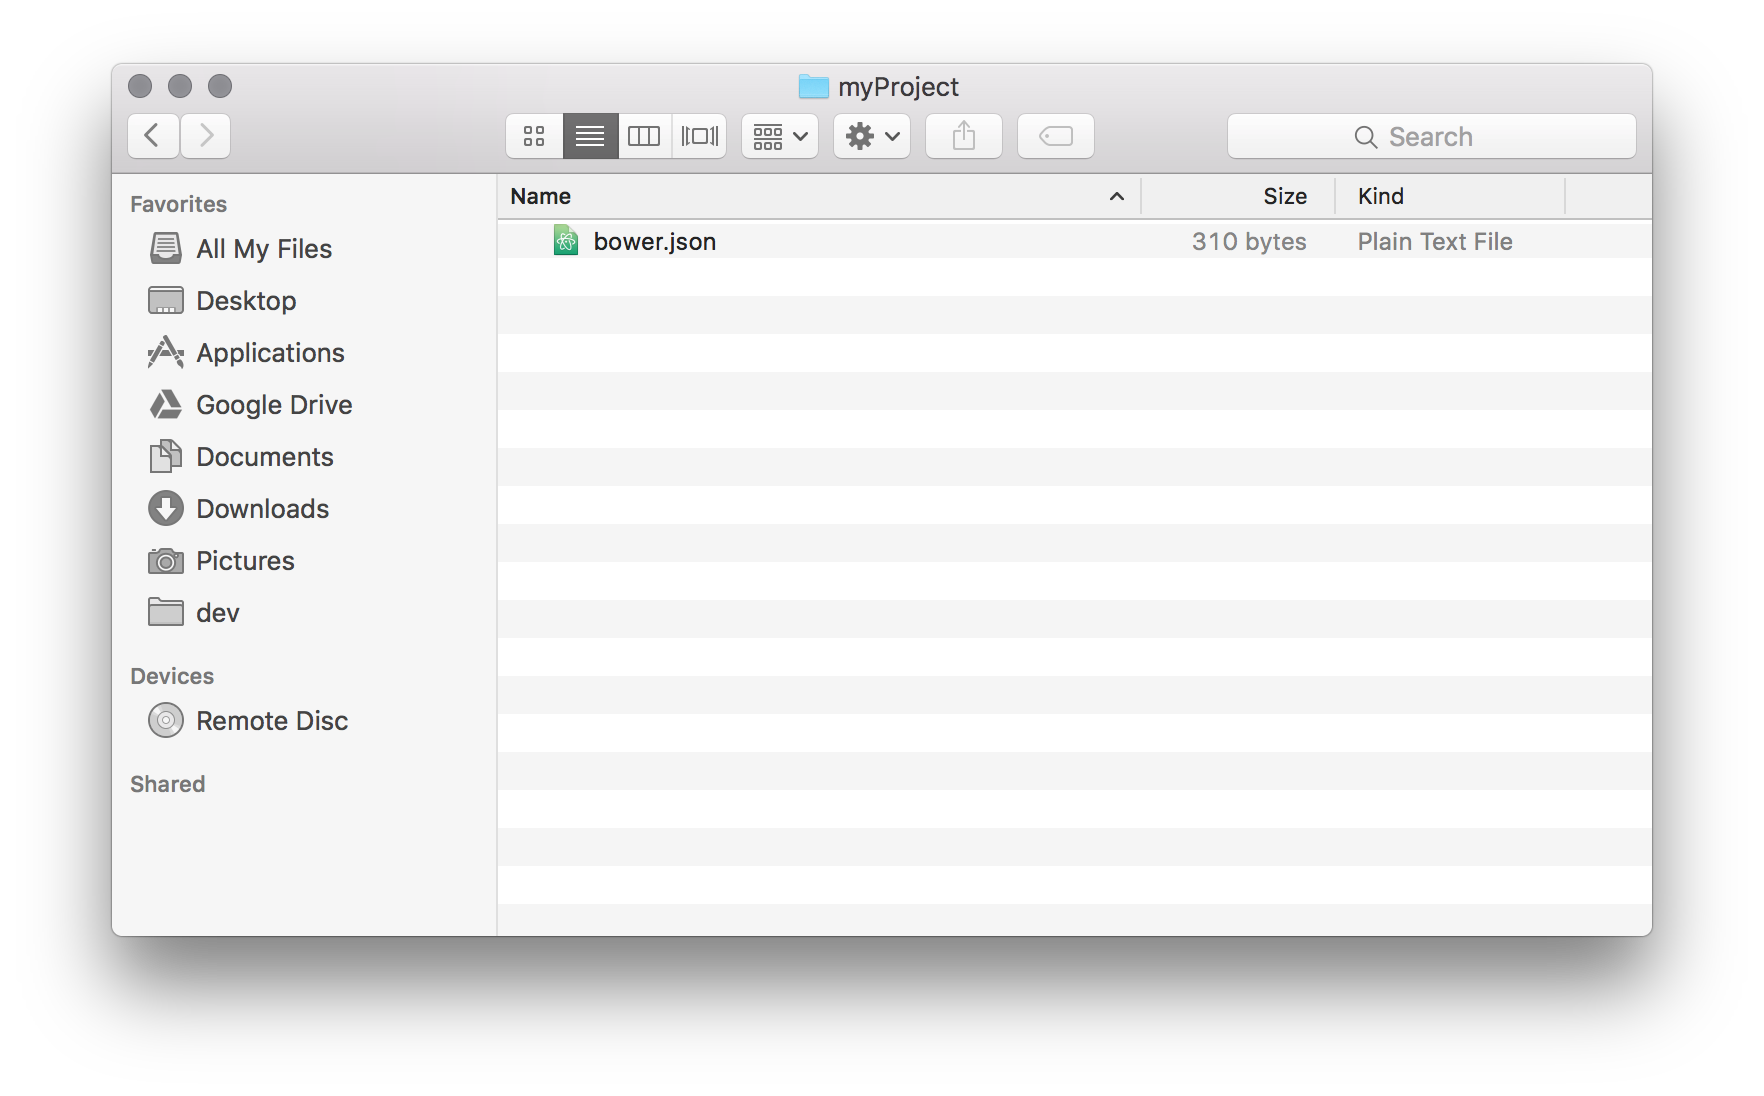 myProject
Search
Favorites
All My Files
Desktop
Applications
Google Drive
Documents
Downloads
Pictures
dev
Devices
Remote Disc
Shared
Name Size Kind
bower.json 310 bytes Plain Text File